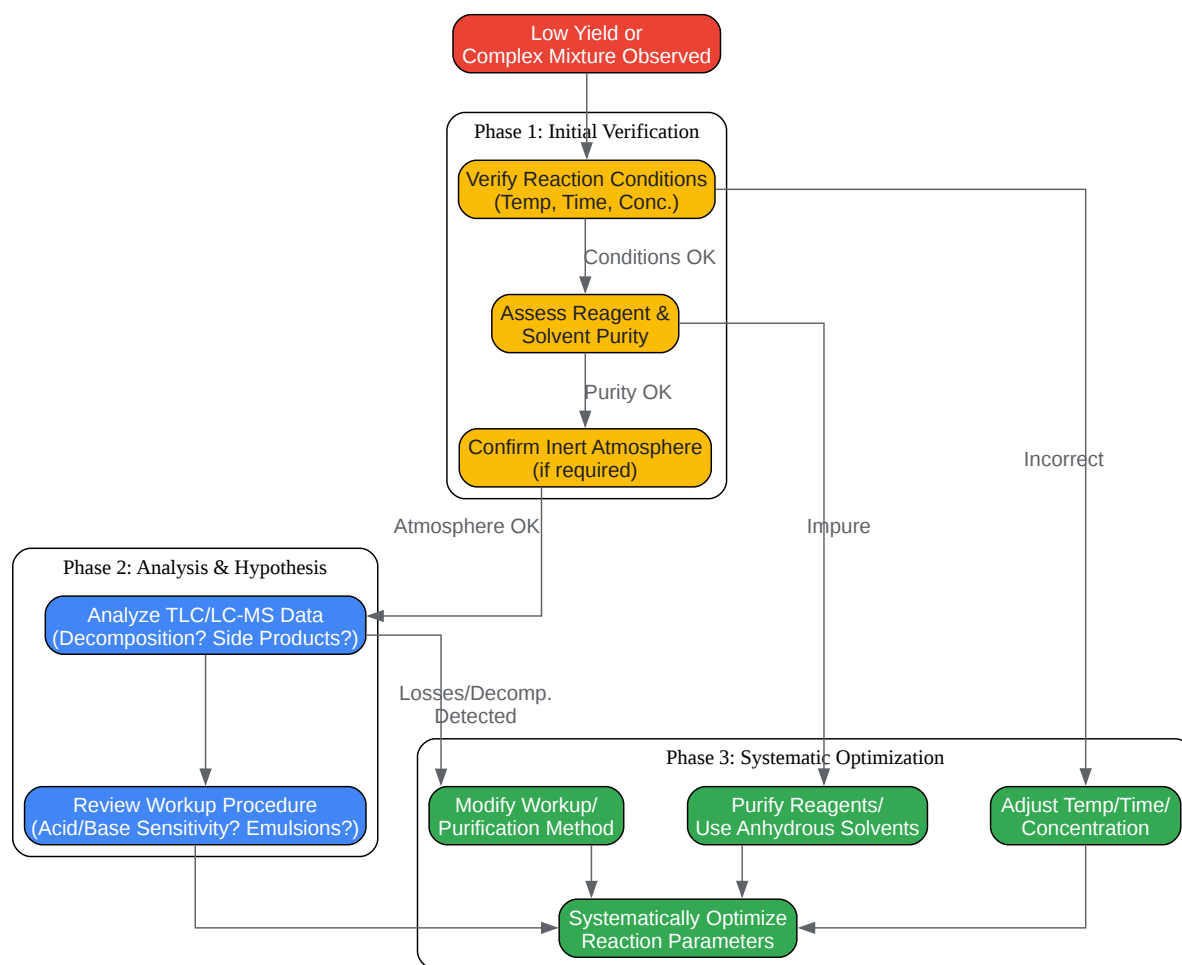 Low Yield or
Complex Mixture Observed
Phase 1: Initial Verification
Verify Reaction Conditions
(Temp, Time, Conc.)
Conditions OK
Assess Reagent &
Solvent Purity
Purity OK
Confirm Inert Atmosphere
(if required)
Incorrect
Atmosphere OK
Impure
Phase 2: Analysis & Hypothesis
Analyze TLC/LC-MS Data
(Decomposition? Side Products?)
Losses/Decomp.
Detected
Phase 3: Systematic Optimization
Review Workup Procedure
(Acid/Base Sensitivity? Emulsions?)
Modify Workup/
Purification Method
Purify Reagents/
Use Anhydrous Solvents
Adjust Temp/Time/
Concentration
Systematically Optimize
Reaction Parameters